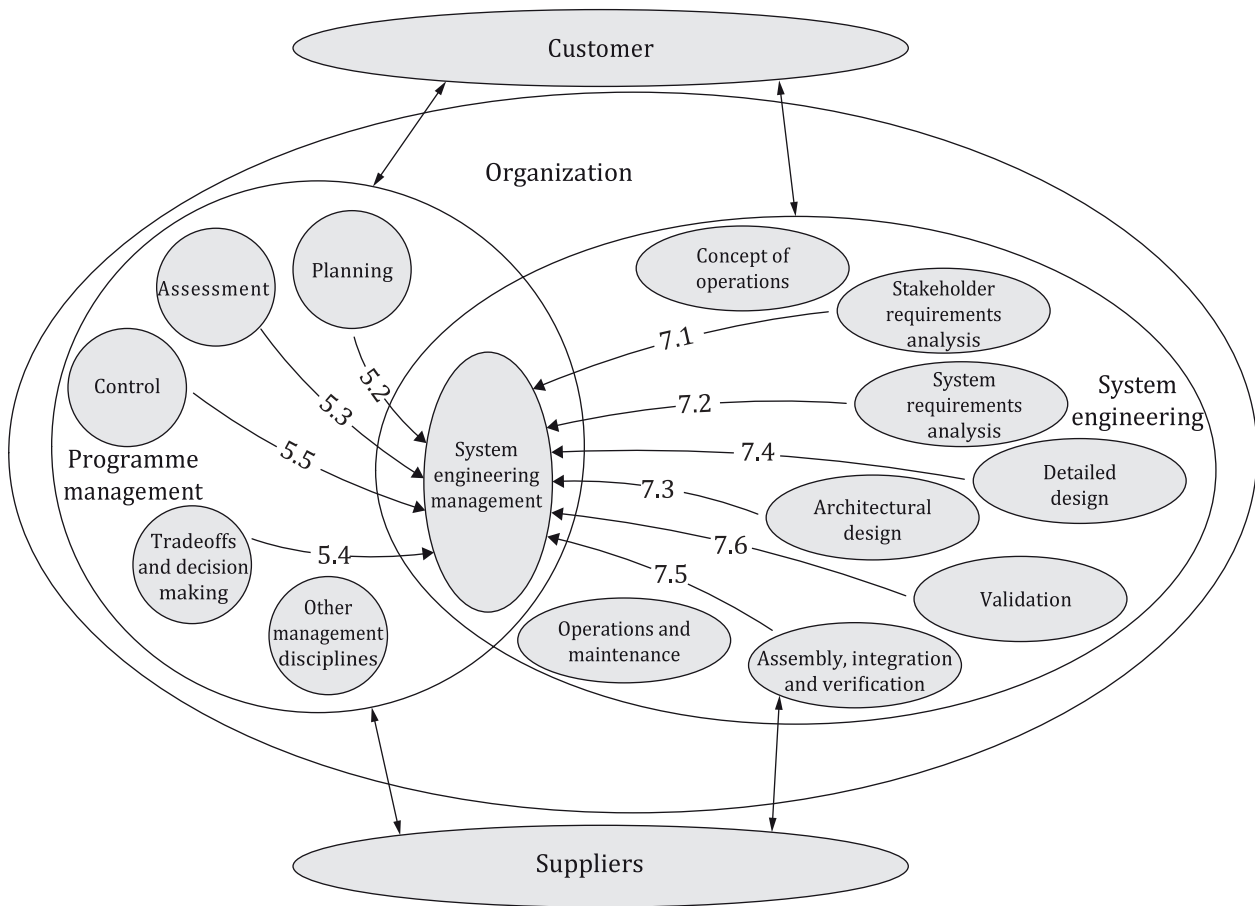 Customer
Organization
Planning
Assessment
Control
Programme
management
Tradeoffs
and decision
making
Other
management
disciplines
5.2
5.3
5.5
5.4
System
engineering
management
Concept of
operations
Stakeholder
requirements
analysis
System
requirements
analysis
System
engineering
Detailed
design
Architectural
design
Validation
Assembly, integration
and verification
Operations and
maintenance
7.1
7.2
7.4
7.3
7.6
7.5
Suppliers